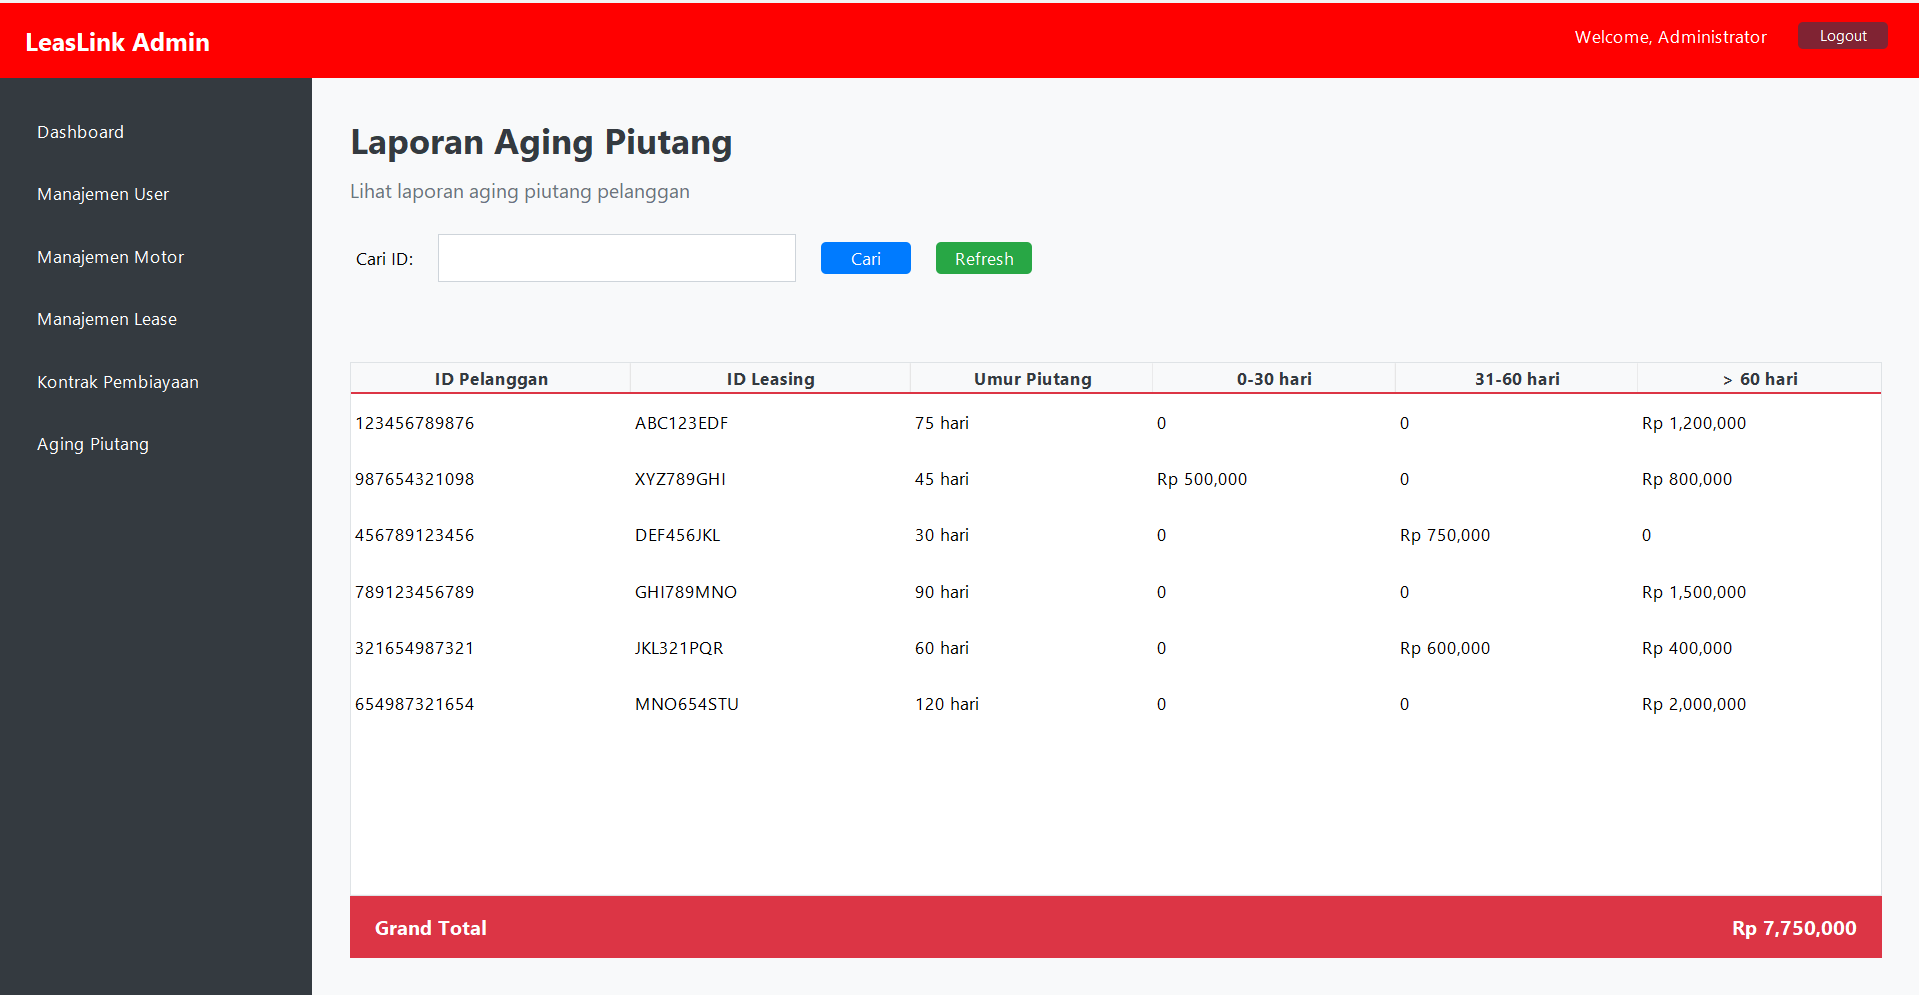 LeasLink Admin
Welcome, Administrator
Logout
Dashboard
Manajemen User
Manajemen Motor
Manajemen Lease
Kontrak Pembiayaan
Aging Piutang
Laporan Aging Piutang
Lihat laporan aging piutang pelanggan
Cari ID:
Cari
Refresh
ID Pelanggan ID Leasing Umur Piutang 0-30 hari 31-60 hari > 60 hari
123456789876 ABC123EDF 75 hari 0 0 Rp 1,200,000
987654321098 XYZ789GHI 45 hari Rp 500,000 0 Rp 800,000
456789123456 DEF456JKL 30 hari 0 Rp 750,000 0
789123456789 GHI789MNO 90 hari 0 0 Rp 1,500,000
321654987321 JKL321PQR 60 hari 0 Rp 600,000 Rp 400,000
654987321654 MNO654STU 120 hari 0 0 Rp 2,000,000
Grand Total Rp 7,750,000